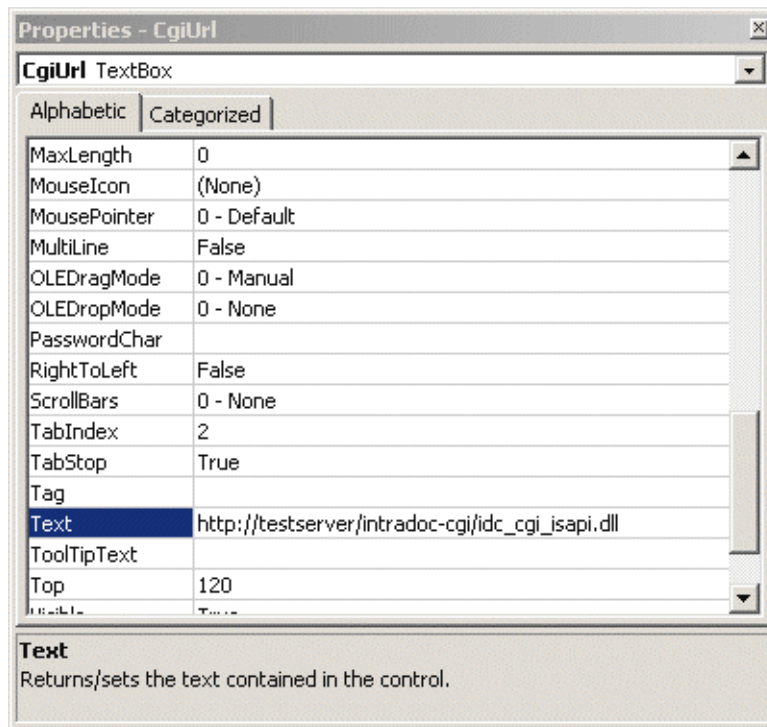 Properties - CgiUrl
CgiUrl TextBox
Alphabetic Categorized
MaxLength 0
MouseIcon (None)
MousePointer 0 - Default
MultiLine False
OLEDragMode 0 - Manual
OLEDropMode 0 - None
PasswordChar
RightToLeft False
ScrollBars 0 - None
TabIndex 2
TabStop True
Tag
Text http://testserver/intradoc-cgi/idc_cgi_isapi.dll
ToolTipText
Top 120
Visible True
Text
Returns/sets the text contained in the control.